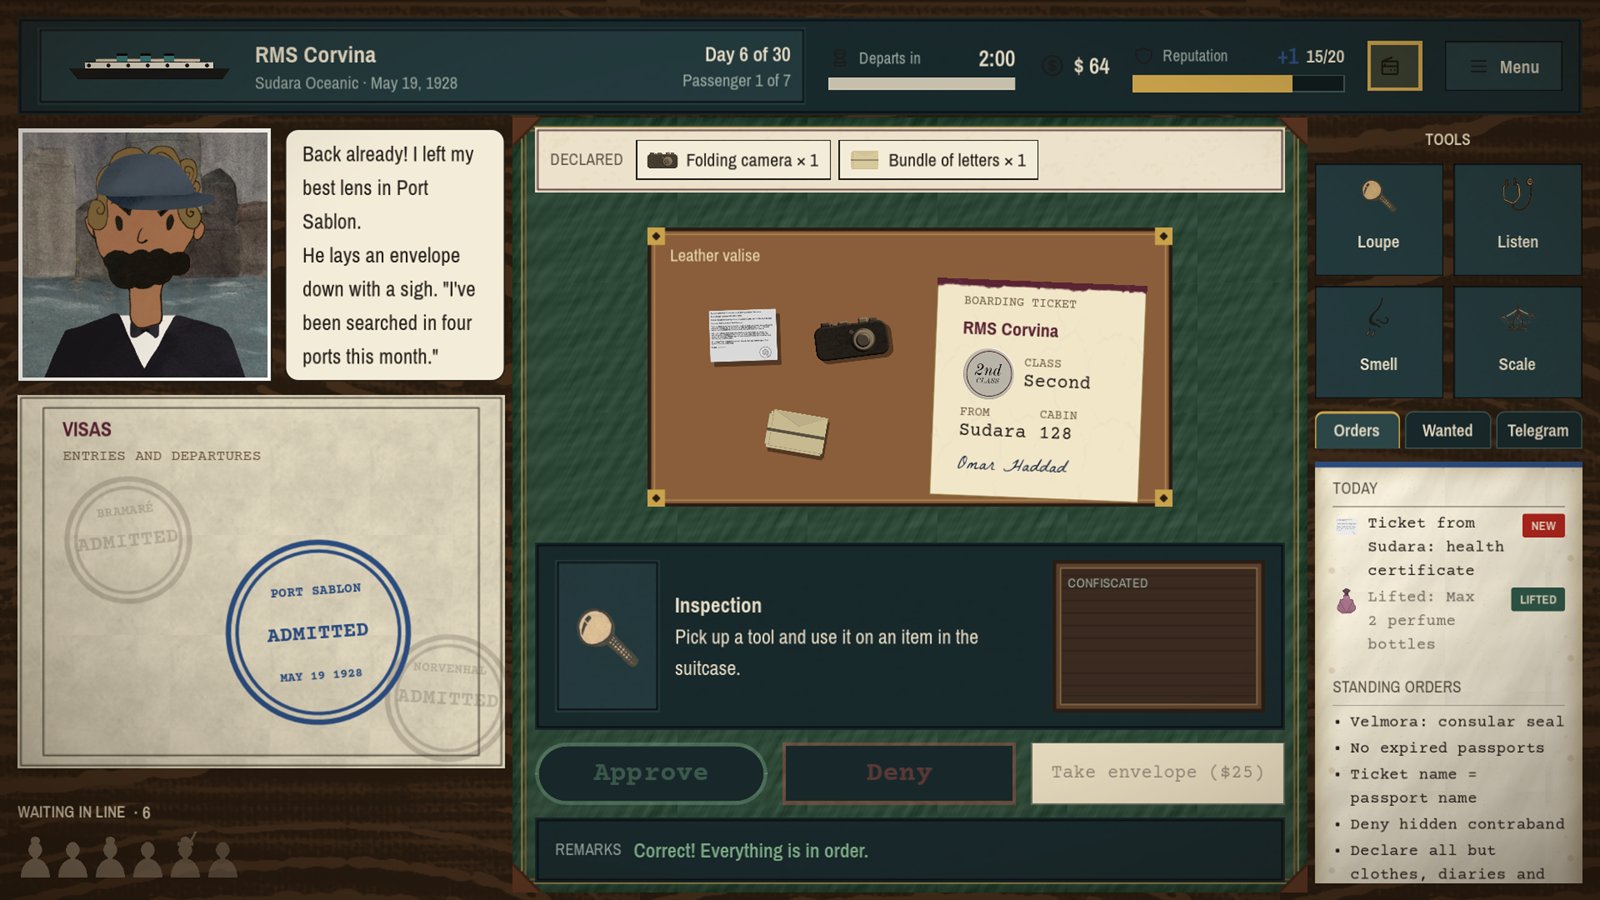 RMS Corvina
Sudara Oceanic · May 19, 1928
Day 6 of 30
Passenger 1 of 7
Departs in
2:00
$ 64
Reputation
+1 15/20
Menu
Back already! I left my
best lens in Port
Sablon.
He lays an envelope
down with a sigh. "I've
been searched in four
ports this month."
DECLARED
Folding camera × 1
Bundle of letters × 1
Leather valise
BOARDING TICKET
RMS Corvina
2nd
CLASS
CLASS
Second
FROM
CABIN
Sudara 128
Omar Haddad
VISAS
ENTRIES AND DEPARTURES
BRAMARÉ
ADMITTED
PORT SABLON
ADMITTED
MAY 19 1928
NORVENHAL
ADMITTED
Inspection
Pick up a tool and use it on an item in the
suitcase.
CONFISCATED
Approve
Deny
Take envelope ($25)
REMARKS
Correct! Everything is in order.
WAITING IN LINE · 6
TOOLS
Loupe
Listen
Smell
Scale
Orders
Wanted
Telegram
TODAY
Ticket from
Sudara: health
certificate
NEW
Lifted: Max
2 perfume
bottles
LIFTED
STANDING ORDERS
• Velmora: consular seal
• No expired passports
• Ticket name =
passport name
• Deny hidden contraband
• Declare all but
clothes, diaries and